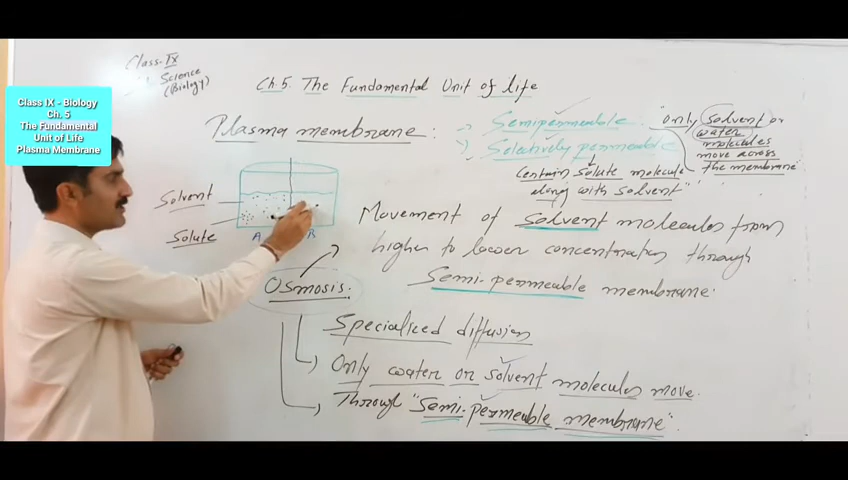 Class-IX
Science
(Biology)
Class IX - Biology
Ch. 5
The Fundamental
Unit of Life
Plasma Membrane
Ch.5. The Fundamental Unit of life
Plasma membrane :
Semipermeable
Selectively permeable
"only Solvent or
water
molecules
move across
the membrane"
Certain solute molecule
along with solvent"
Solvent
Solute
A
B
Movement of solvent molecules from
higher to lower concentration through
Semi-permeable membrane.
Osmosis.
Specialised diffusion
Only water or solvent molecules move.
Through "Semi-permeable membrane".